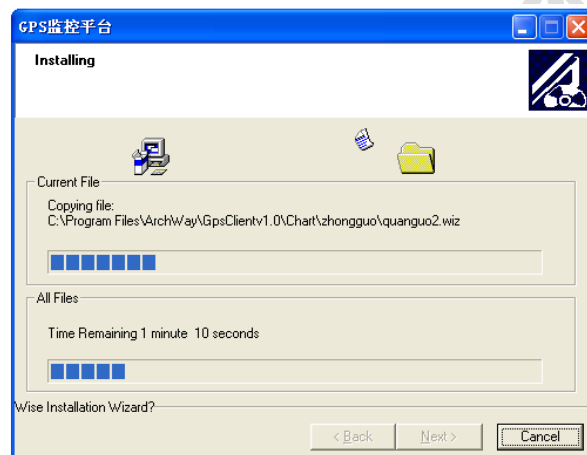 GPS监控平台
Installing
Current File
Copying file:
C:\Program Files\ArchWay\GpsClientv1.0\Chart\zhongguo\quanguo2.wiz
All Files
Time Remaining 1 minute 10 seconds
Wise Installation Wizard?
< Back Next > Cancel